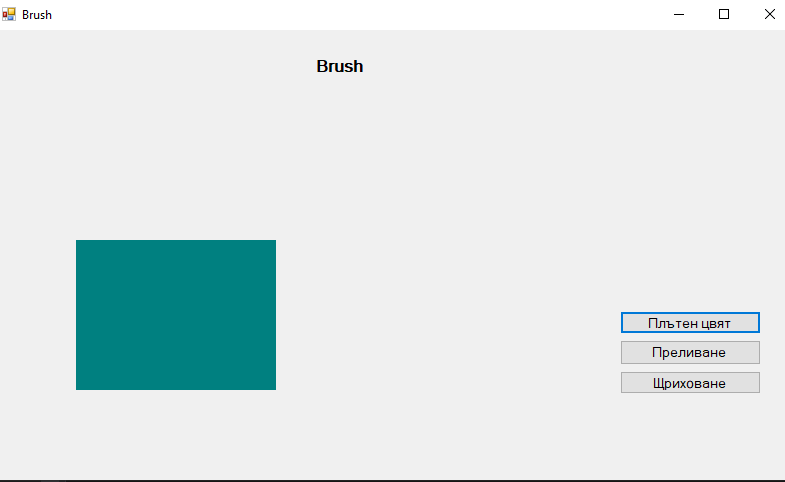 Brush
Brush
Плътен цвят
Преливане
Щриховане